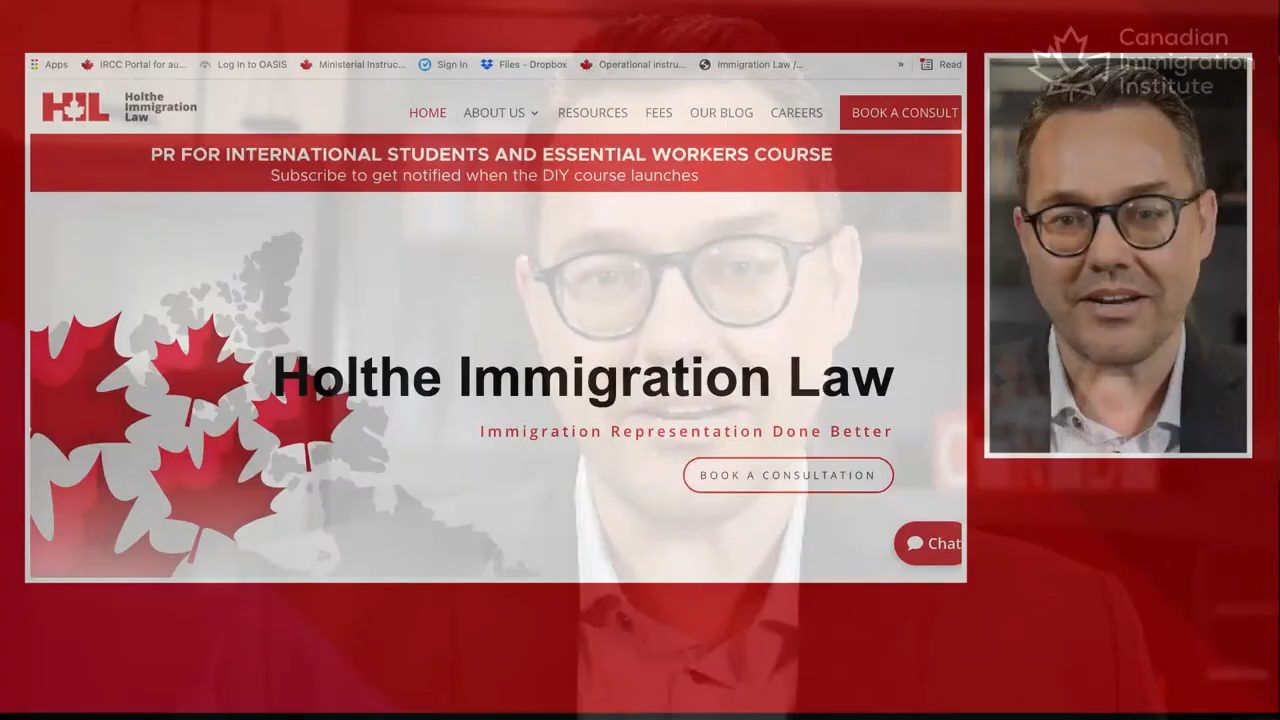 Canadian
Immigration
Institute
Apps
IRCC Portal for au...
Log In to OASIS
Ministerial Instruc...
Sign In
Files - Dropbox
Operational instru...
Immigration Law /...
»
Read
HIL
Holthe
Immigration
Law
HOME
ABOUT US
RESOURCES
FEES
OUR BLOG
CAREERS
BOOK A CONSULT
PR FOR INTERNATIONAL STUDENTS AND ESSENTIAL WORKERS COURSE
Subscribe to get notified when the DIY course launches
Holthe Immigration Law
Immigration Representation Done Better
BOOK A CONSULTATION
Chat